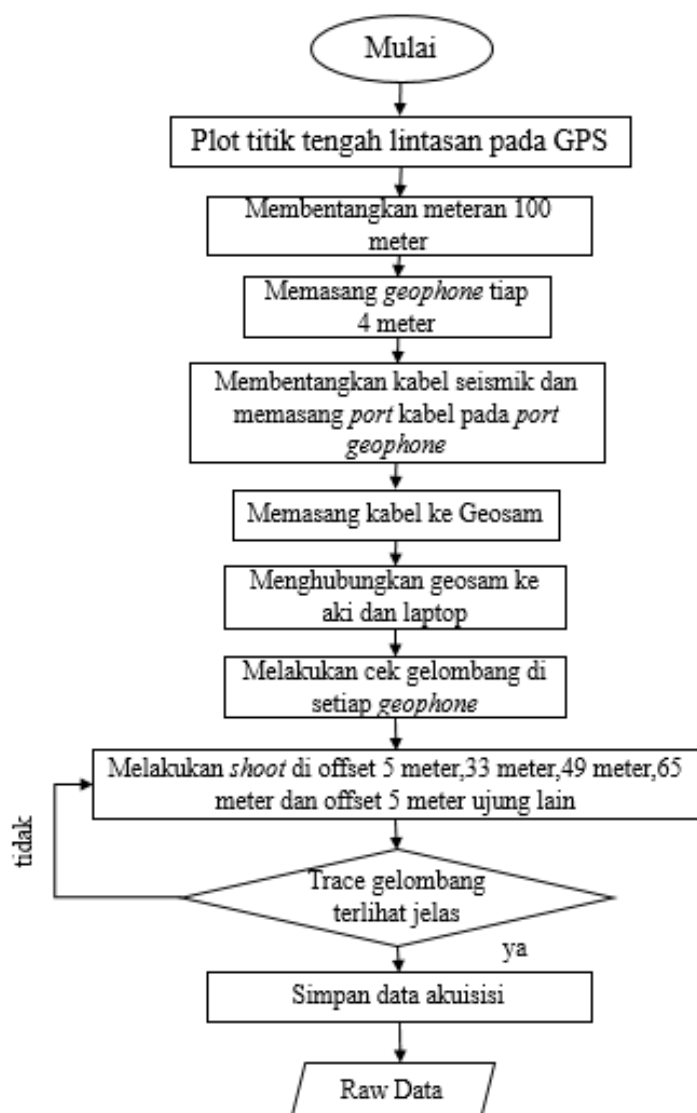 Mulai
Plot titik tengah lintasan pada GPS
Membentangkan meteran 100
meter
Memasang geophone tiap
4 meter
Membentangkan kabel seismik dan
memasang port kabel pada port
geophone
Memasang kabel ke Geosam
Menghubungkan geosam ke
aki dan laptop
Melakukan cek gelombang di
setiap geophone
Melakukan shoot di offset 5 meter,33 meter,49 meter,65
meter dan offset 5 meter ujung lain
tidak
Trace gelombang
terlihat jelas
ya
Simpan data akuisisi
Raw Data